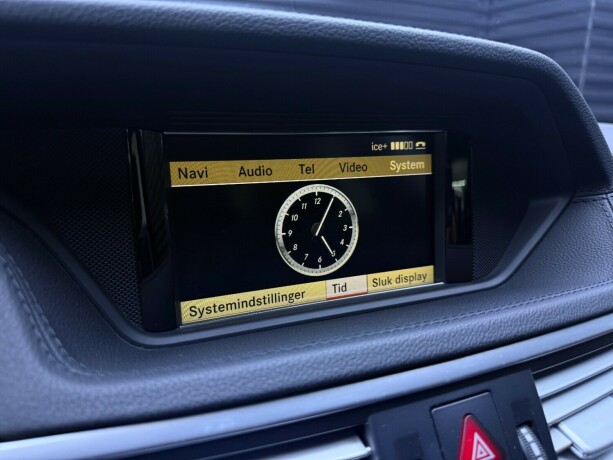 ice+
Navi Audio Tel Video System
11 12 1
10 2
9 3
8 4
7 6 5
Systemindstillinger Tid Sluk display